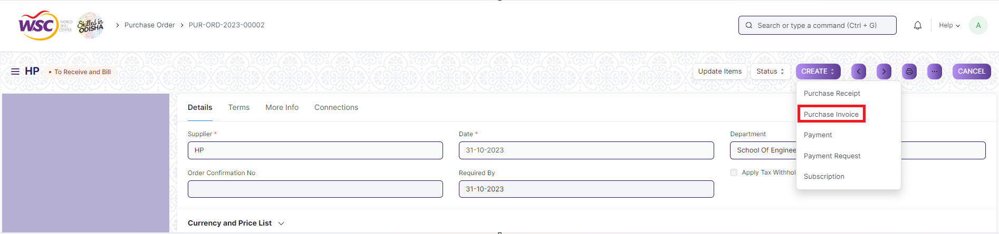 WSC WORLD SKILL CENTER
Skilled in ODISHA
Purchase Order
PUR-ORD-2023-00002
Search or type a command (Ctrl + G)
Help
A
HP
• To Receive and Bill
Update Items
Status
CREATE
···
CANCEL
Purchase Receipt
Purchase Invoice
Payment
Payment Request
Subscription
Details
Terms
More Info
Connections
Supplier *
HP
Date *
31-10-2023
Department
School Of Enginee
Order Confirmation No
Required By
31-10-2023
Apply Tax Withhol
Currency and Price List